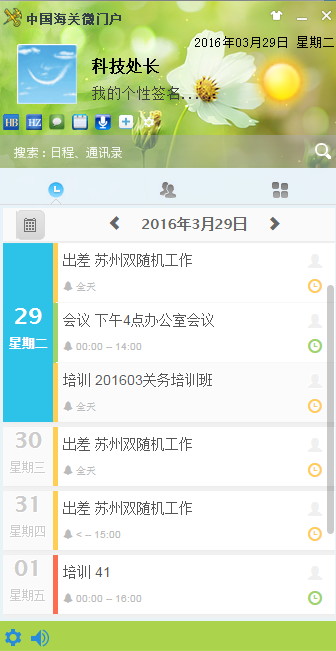 中国海关微门户
2016年03月29日 星期二
科技处长
我的个性签名...
HB HZ
搜索：日程、通讯录
2016年3月29日
29
星期二
出差 苏州双随机工作
全天
会议 下午4点办公室会议
00:00 – 14:00
培训 201603关务培训班
全天
30
星期三
出差 苏州双随机工作
全天
31
星期四
出差 苏州双随机工作
< – 15:00
01
星期五
培训 41
00:00 – 16:00